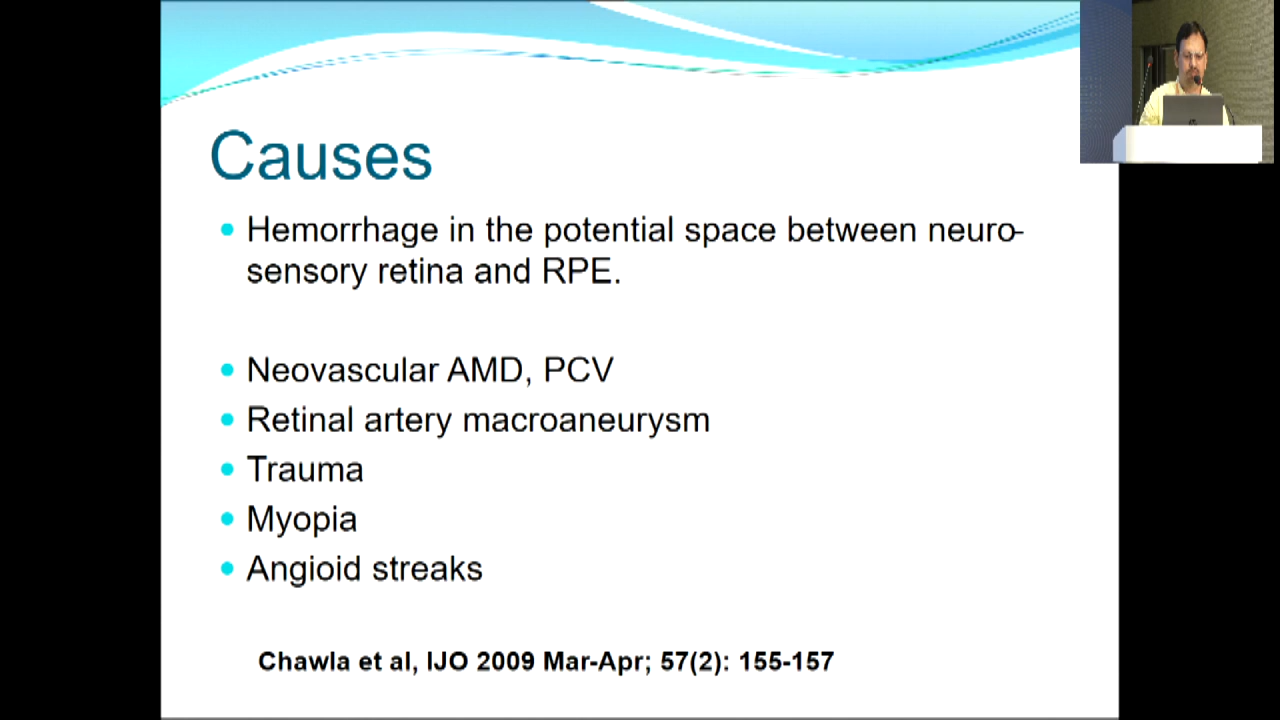 Causes
Hemorrhage in the potential space between neuro-
sensory retina and RPE.
Neovascular AMD, PCV
Retinal artery macroaneurysm
Trauma
Myopia
Angioid streaks
Chawla et al, IJO 2009 Mar-Apr; 57(2): 155-157